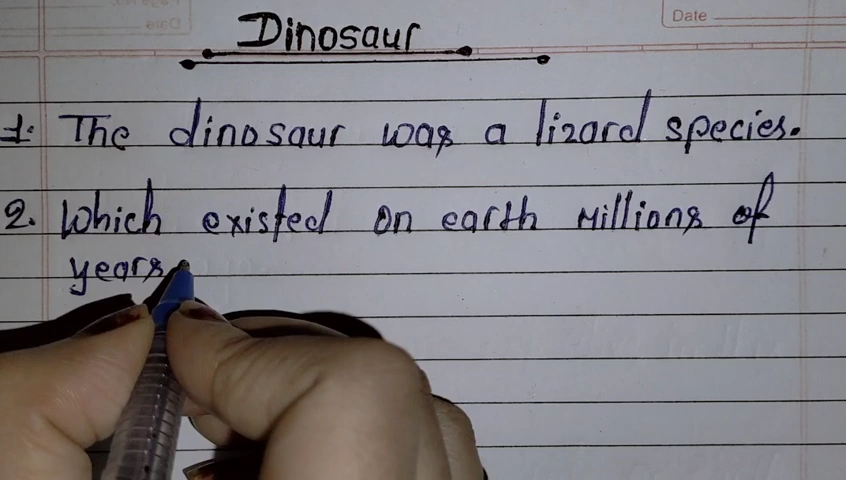 Date
Dinosaur
1. The dinosaur was a lizard species.
2. Which existed on earth Millions of
years